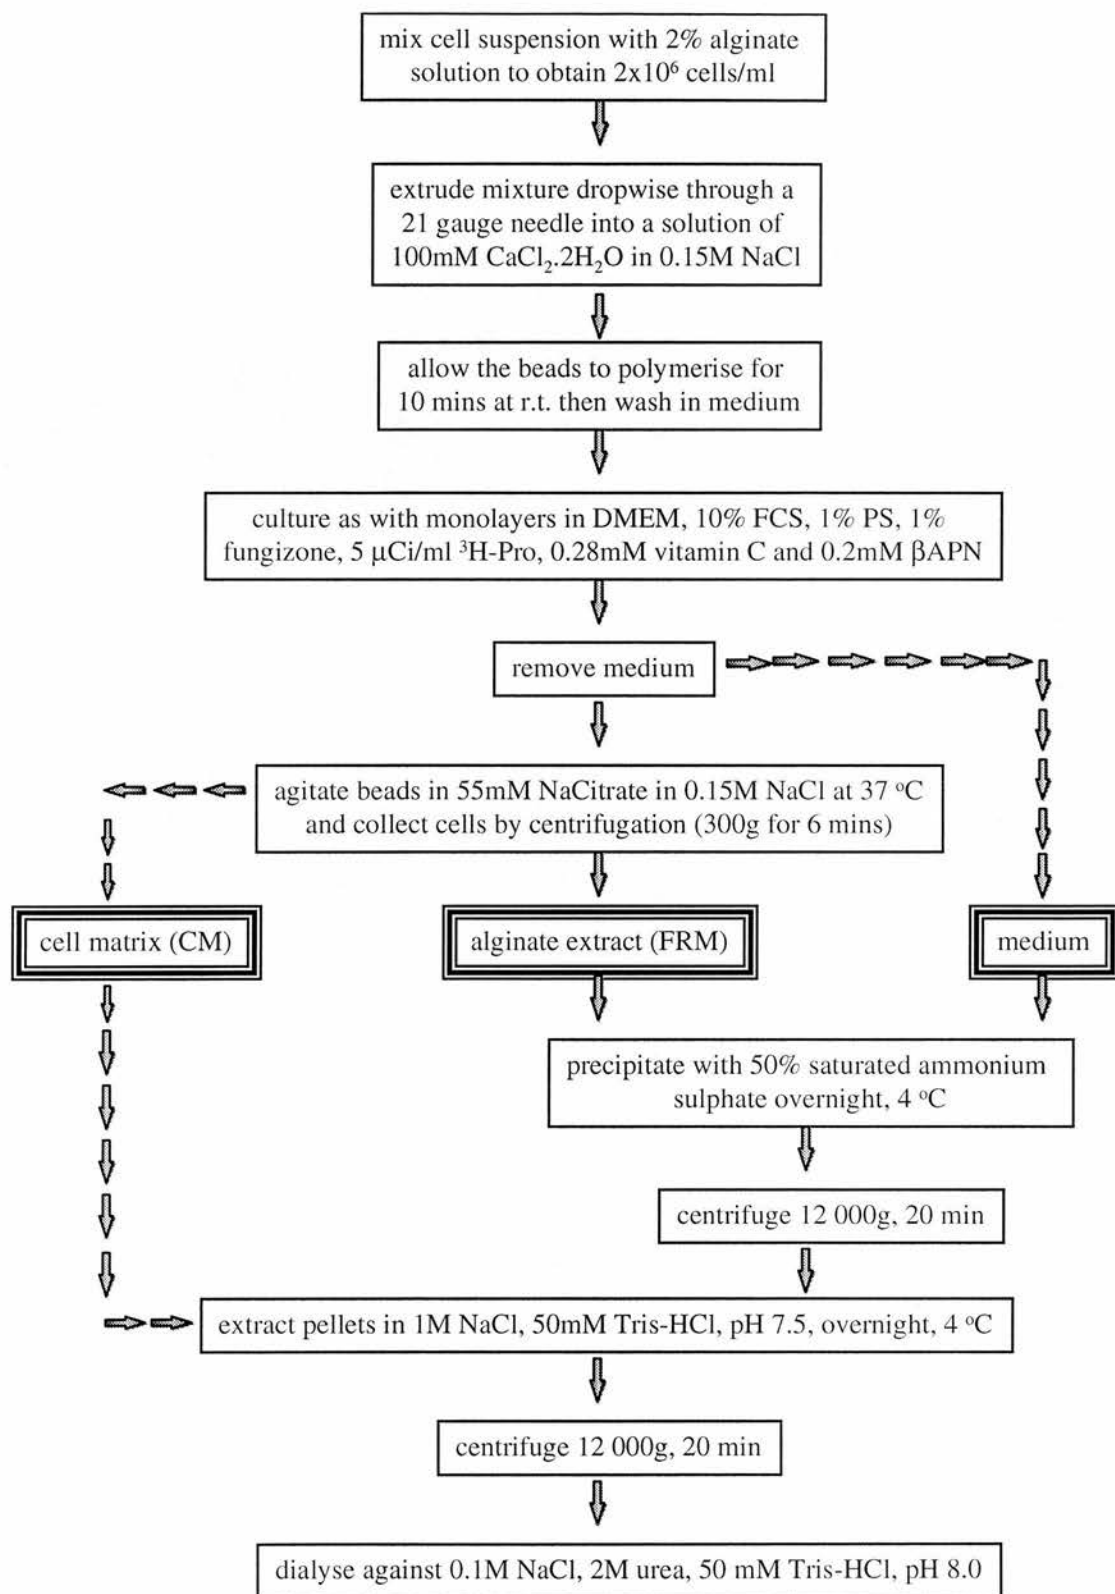 mix cell suspension with 2% alginate
solution to obtain 2x10⁶ cells/ml
extrude mixture dropwise through a
21 gauge needle into a solution of
100mM CaCl₂.2H₂O in 0.15M NaCl
allow the beads to polymerise for
10 mins at r.t. then wash in medium
culture as with monolayers in DMEM, 10% FCS, 1% PS, 1%
fungizone, 5 μCi/ml ³H-Pro, 0.28mM vitamin C and 0.2mM βAPN
remove medium
agitate beads in 55mM NaCitrate in 0.15M NaCl at 37 °C
and collect cells by centrifugation (300g for 6 mins)
cell matrix (CM)
alginate extract (FRM)
medium
precipitate with 50% saturated ammonium
sulphate overnight, 4 °C
centrifuge 12 000g, 20 min
extract pellets in 1M NaCl, 50mM Tris-HCl, pH 7.5, overnight, 4 °C
centrifuge 12 000g, 20 min
dialyse against 0.1M NaCl, 2M urea, 50 mM Tris-HCl, pH 8.0